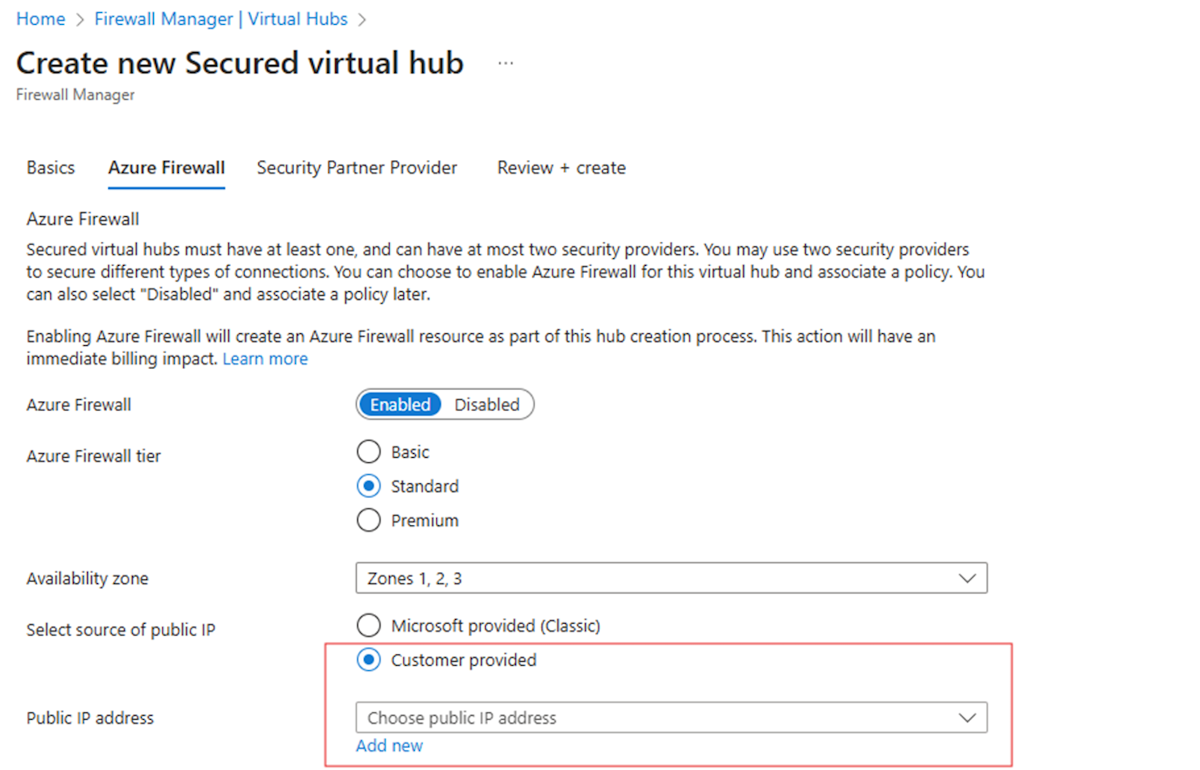 Home > Firewall Manager | Virtual Hubs >
Create new Secured virtual hub ...
Firewall Manager
Basics Azure Firewall Security Partner Provider Review + create
Azure Firewall
Secured virtual hubs must have at least one, and can have at most two security providers. You may use two security providers
to secure different types of connections. You can choose to enable Azure Firewall for this virtual hub and associate a policy. You
can also select "Disabled" and associate a policy later.
Enabling Azure Firewall will create an Azure Firewall resource as part of this hub creation process. This action will have an
immediate billing impact. Learn more
Azure Firewall Enabled Disabled
Azure Firewall tier Basic
Standard
Premium
Availability zone Zones 1, 2, 3
Select source of public IP Microsoft provided (Classic)
Customer provided
Public IP address Choose public IP address
Add new